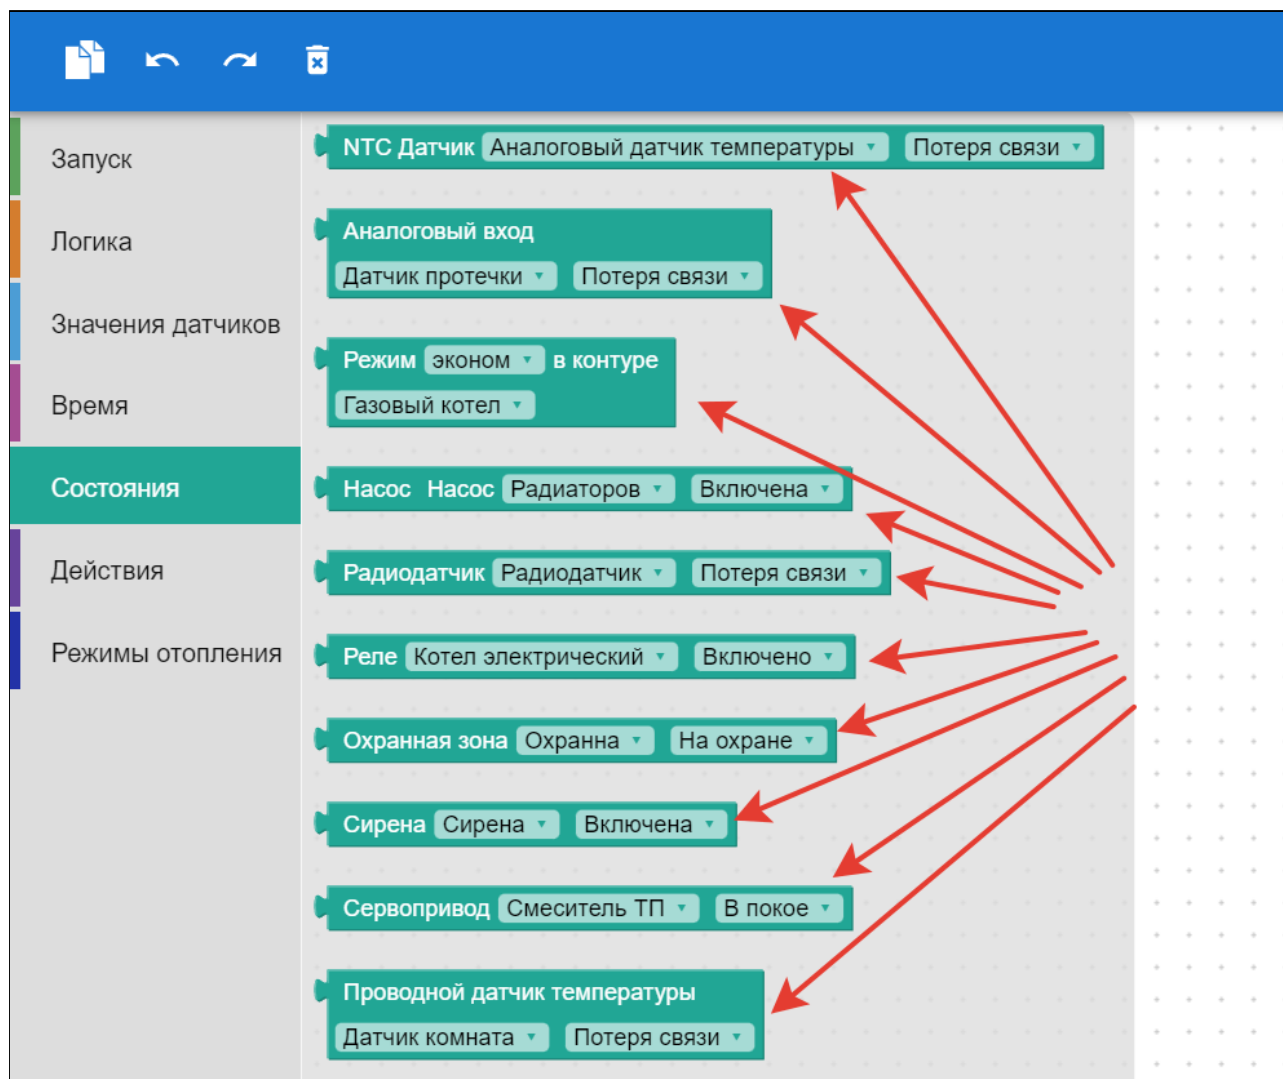 Запуск
Логика
Значения датчиков
Время
Состояния
Действия
Режимы отопления
NTC Датчик Аналоговый датчик температуры Потеря связи
Аналоговый вход
Датчик протечки Потеря связи
Режим эконом в контуре
Газовый котел
Насос Насос Радиаторов Включена
Радиодатчик Радиодатчик Потеря связи
Реле Котел электрический Включено
Охранная зона Охранна На охране
Сирена Сирена Включена
Сервопривод Смеситель ТП В покое
Проводной датчик температуры
Датчик комната Потеря связи